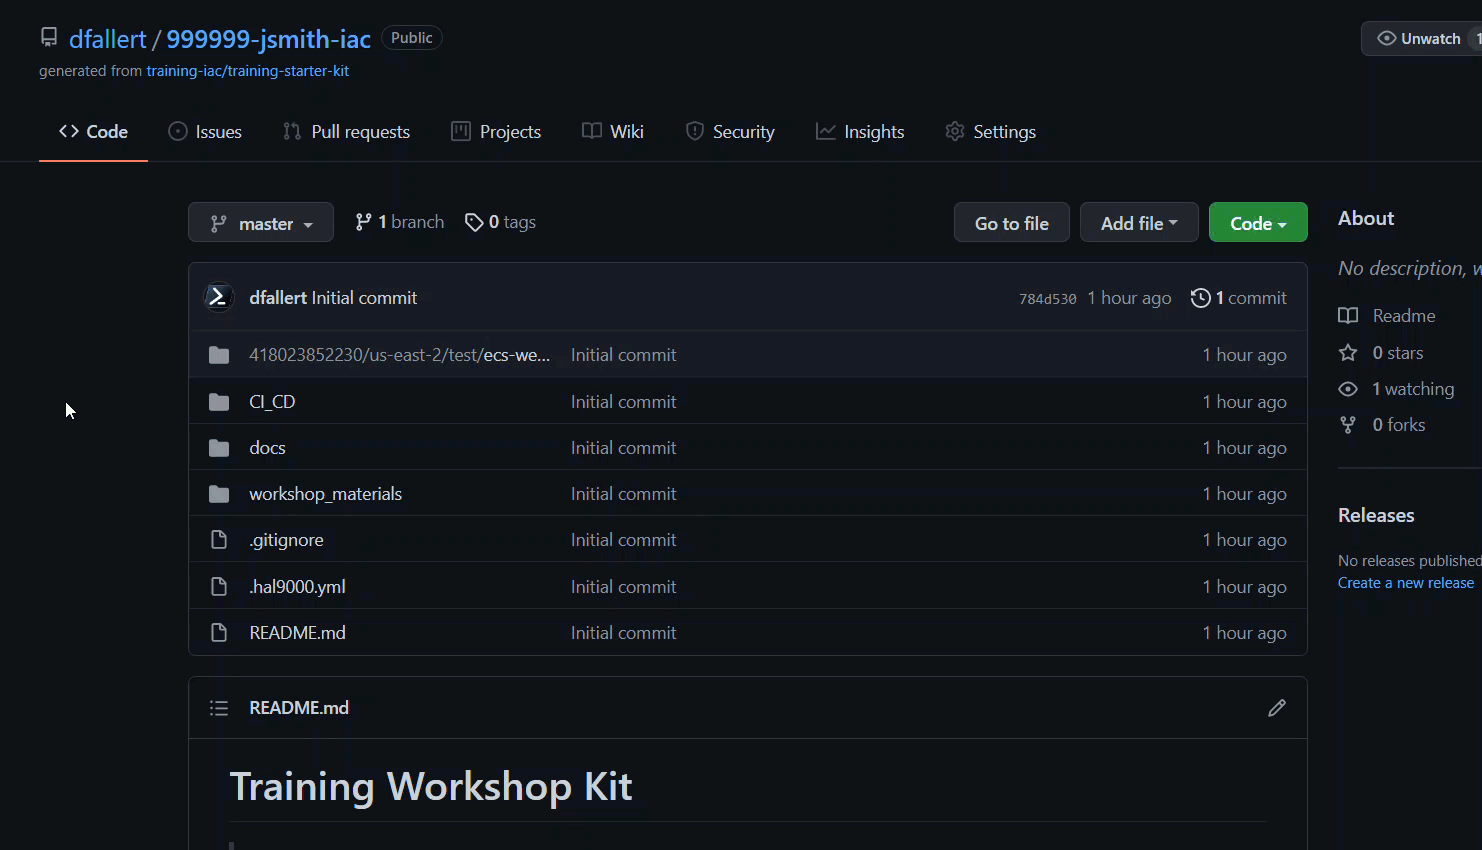 dfallert / 999999-jsmith-iac Public
Unwatch 1
generated from training-iac/training-starter-kit
Code Issues Pull requests Projects Wiki Security Insights Settings
master 1 branch 0 tags Go to file Add file Code
dfallert Initial commit 784d530 1 hour ago 1 commit
418023852230/us-east-2/test/ecs-we... Initial commit 1 hour ago
CI_CD Initial commit 1 hour ago
docs Initial commit 1 hour ago
workshop_materials Initial commit 1 hour ago
.gitignore Initial commit 1 hour ago
.hal9000.yml Initial commit 1 hour ago
README.md Initial commit 1 hour ago
README.md
Training Workshop Kit
About
No description, w
Readme
0 stars
1 watching
0 forks
Releases
No releases published
Create a new release